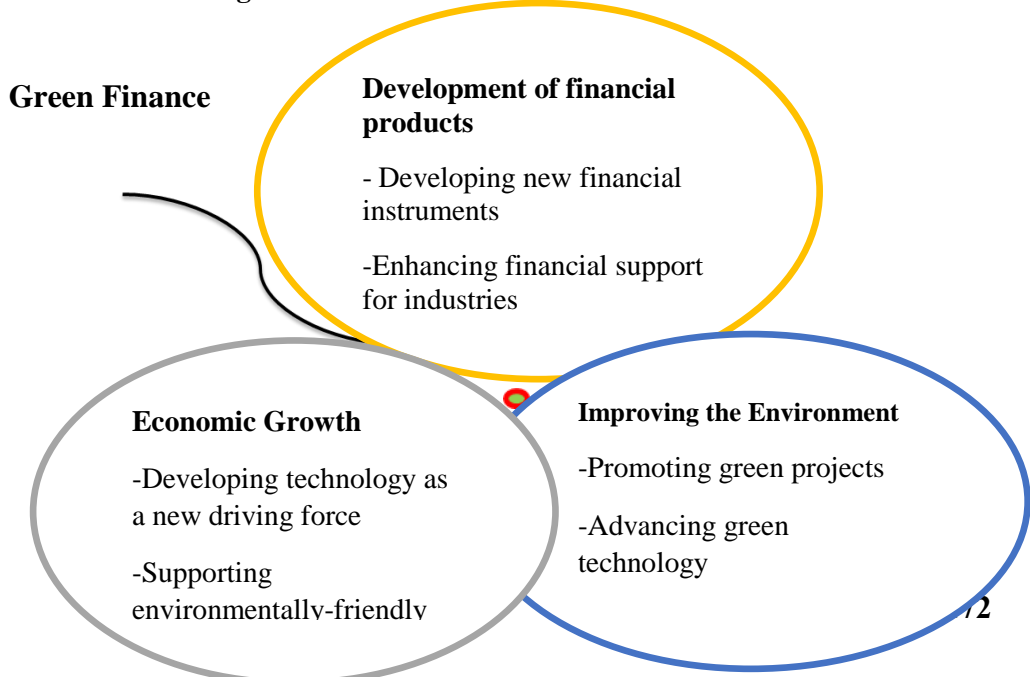 Green Finance
Development of financial
products
- Developing new financial
instruments
-Enhancing financial support
for industries
Economic Growth
-Developing technology as
a new driving force
-Supporting
environmentally-friendly
Improving the Environment
-Promoting green projects
-Advancing green
technology
72